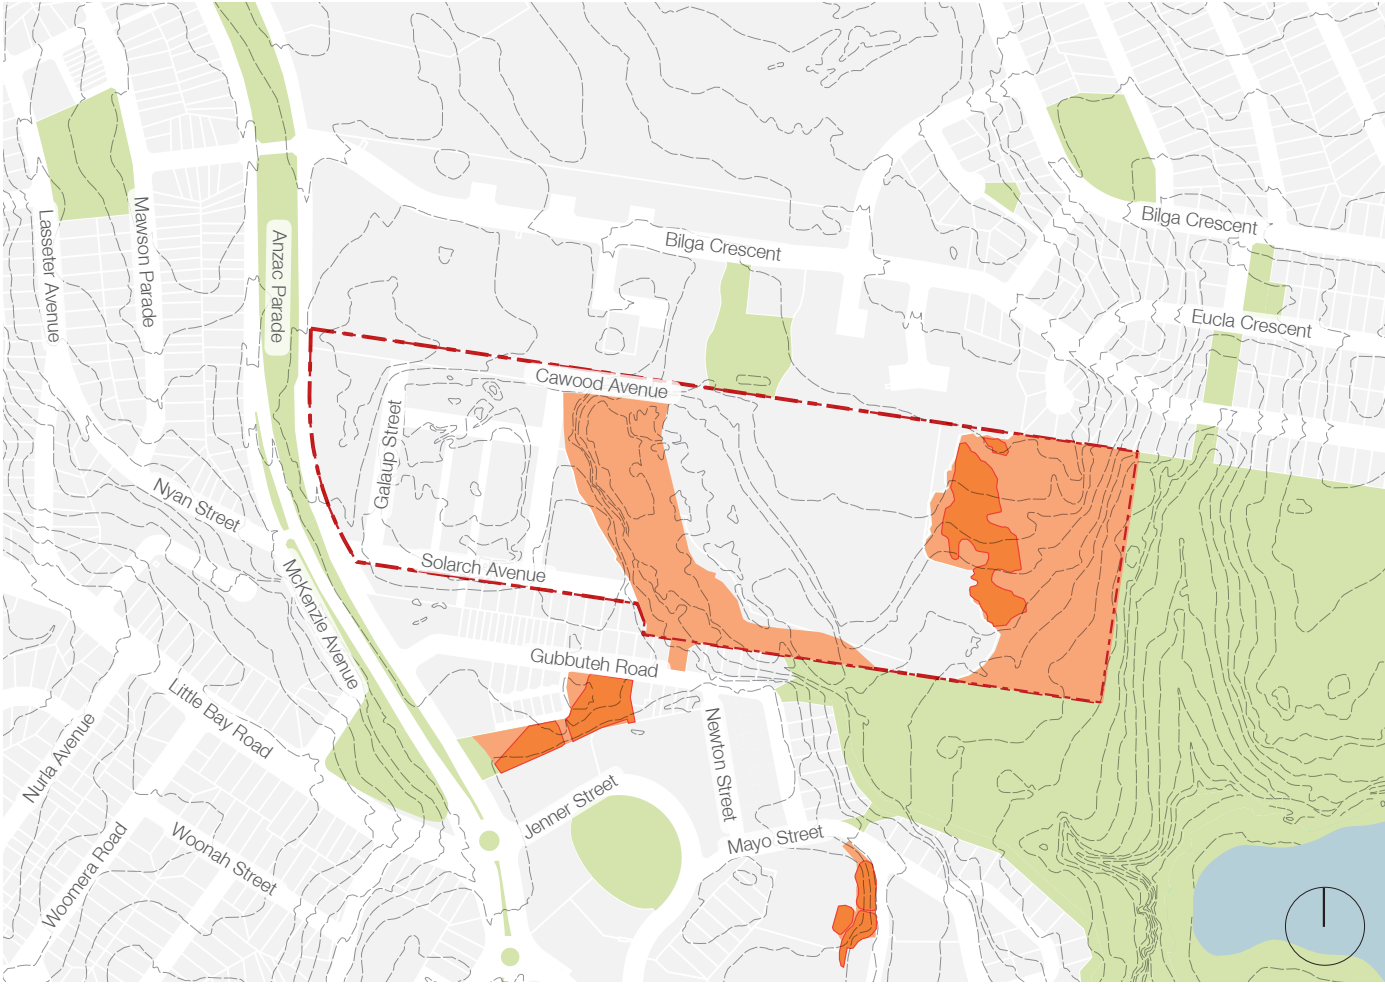 Lasseter Avenue
Mawson Parade
Anzac Parade
Bilga Crescent
Bilga Crescent
Eucla Crescent
Cawood Avenue
Galaup Street
Nyan Street
Solarch Avenue
McKenzie Avenue
Gubbuteh Road
Little Bay Road
Nurla Avenue
Newton Street
Jenner Street
Mayo Street
Woomera Road
Woonah Street